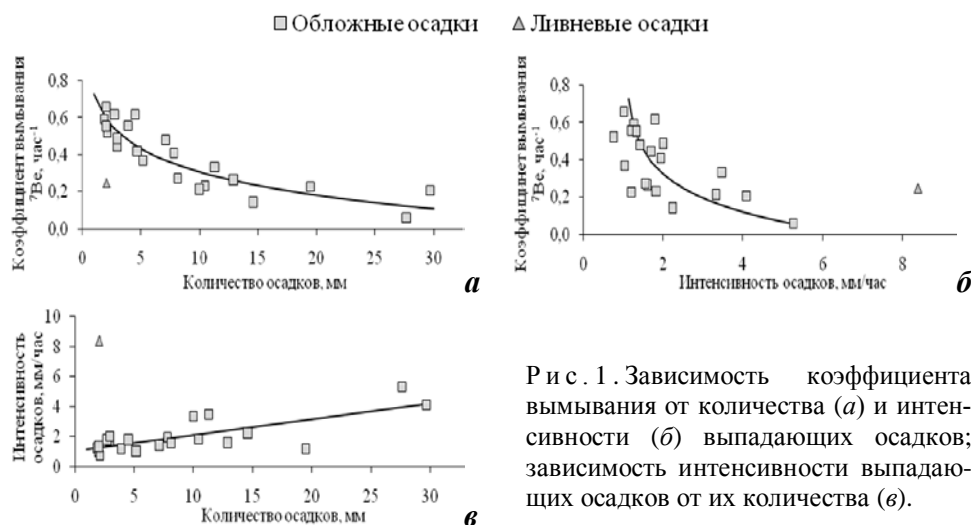 Обложные осадки
Ливневые осадки
Коэффициент вымывания
⁷Be, час⁻¹
0,8
0,6
0,4
0,2
0,0
0
5
10
15
20
25
30
Количество осадков, мм
а
Коэффицинет вымывания
⁷Be, час⁻¹
0,8
0,6
0,4
0,2
0,0
0
2
4
6
8
Интенсивность осадков, мм/час
б
Интенсивность
осадков, мм/час
10
8
6
4
2
0
0
5
10
15
20
25
30
Количество осадков, мм
в
Рис. 1. Зависимость коэффициента
вымывания от количества (а) и интен-
сивности (б) выпадающих осадков;
зависимость интенсивности выпадаю-
щих осадков от их количества (в).